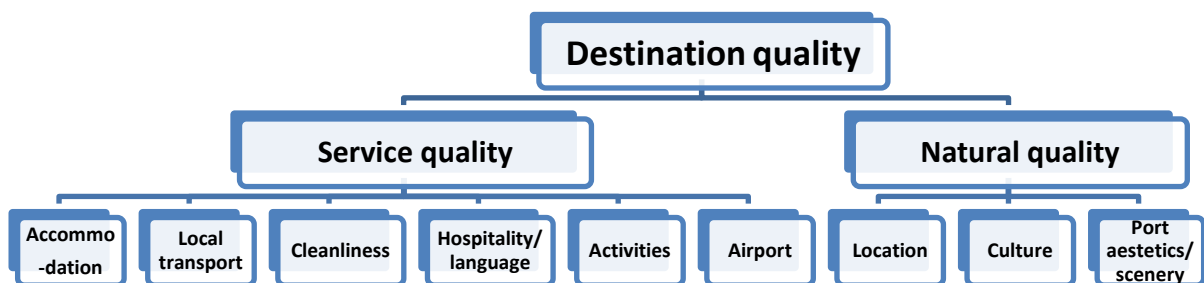 Destination quality
Service quality
Natural quality
Accommo
-dation
Local
transport
Cleanliness
Hospitality/
language
Activities
Airport
Location
Culture
Port
aestetics/
scenery